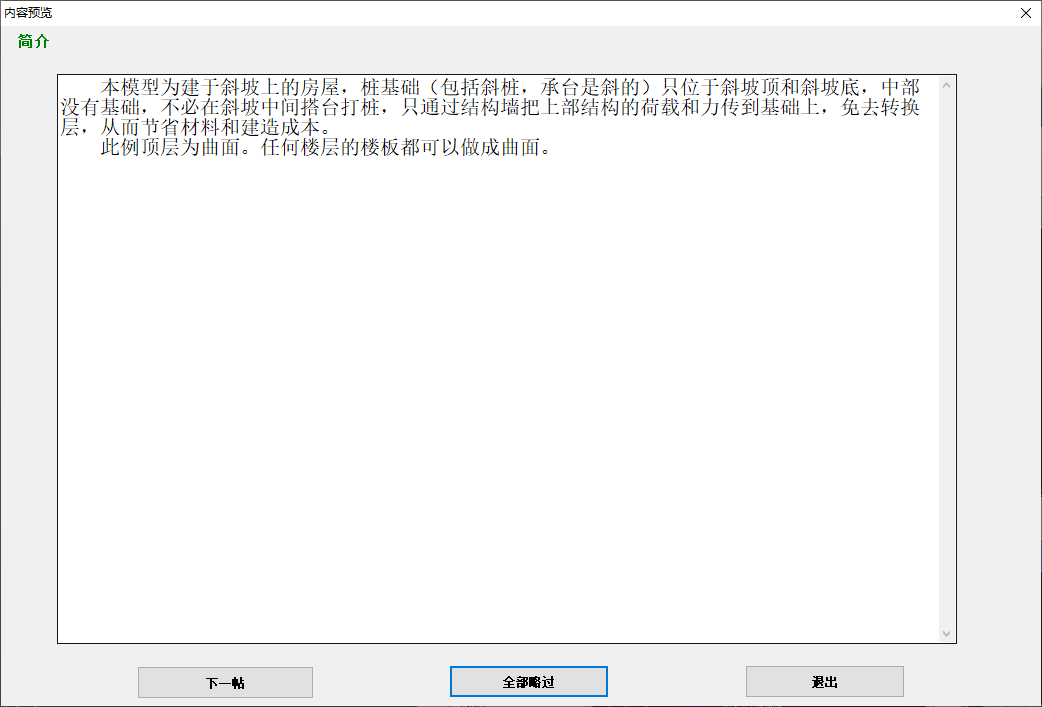 内容预览
简介
本模型为建于斜坡上的房屋，桩基础（包括斜桩，承台是斜的）只位于斜坡顶和斜坡底，中部
没有基础，不必在斜坡中间搭台打桩，只通过结构墙把上部结构的荷载和力传到基础上，免去转换
层，从而节省材料和建造成本。
此例顶层为曲面。任何楼层的楼板都可以做成曲面。
下一帖
全部略过
退出